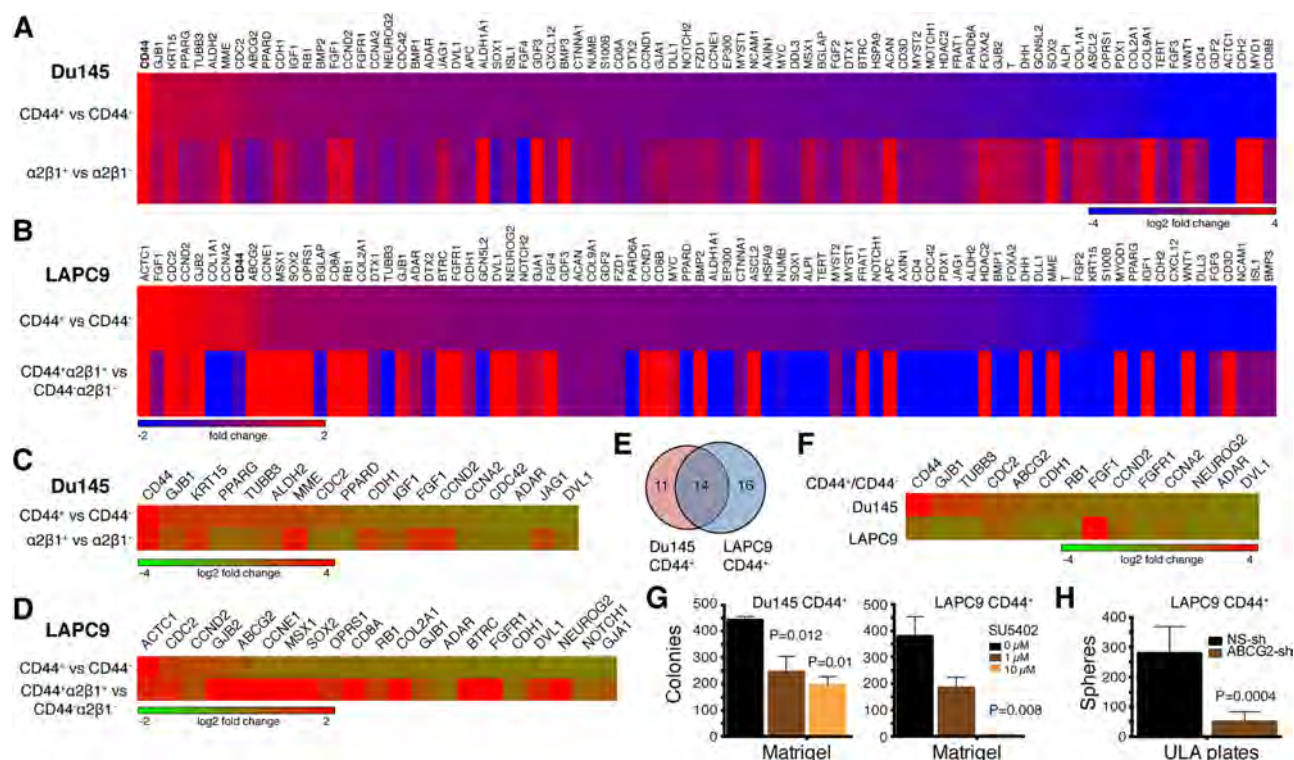 A
Du145
CD44 GJB1 KRT15 PPARG TUBB3 ALDH2 MME CDC2 ABCG2 PPARD CDH1 IGF1 RB1 BMP2 FGF1 CCND2 FGFR1 CCNA2 NEUROG2 CDC42 BMP1 ADAR JAG1 DVL1 APC ALDH1A1 SOX1 ISL1 FGF4 GDF3 CXCL12 BMP3 CTNNA1 NUMB S100B CD8A DTX2 CCND1 GJA1 DLL1 NOTCH2 FZD1 CCNE1 EP300 MYST1 NCAM1 AXIN1 MYC DLL3 MSX1 BGLAP FGF2 DTX1 BTRC HSPA9 ACAN CD3D MYST2 NOTCH1 HDAC2 FRAT1 PARD6A FOXA2 GJB2 T DHH GCN5L2 SOX2 ALPI COL1A1 ASCL2 OPRS1 PDX1 COL2A1 COL9A1 TERT FGF3 WNT1 CD4 GDF2 ACTC1 CDH2 MYD1 CD8B
CD44⁺ vs CD44⁻
α2β1⁺ vs α2β1⁻
-4 log2 fold change 4
B
LAPC9
ACTC1 FGF1 CDC2 CCND2 GJB2 COL1A1 CCNA2 CD44 ABCG2 CCNE1 MSX1 SOX2 OPRS1 BGLAP CD8A RB1 COL2A1 DTX1 TUBB3 GJB1 ADAR DTX2 BTRC FGFR1 CDH1 GCN5L2 DVL1 NEUROG2 NOTCH2 GJA1 FGF4 GDF3 ACAN COL9A1 GDF2 FZD1 PARD6A CCND1 CD8B MYC PPARD BMP2 ALDH1A1 EP300 CTNNA1 ASCL2 HSPA9 NUMB SOX1 ALPI TERT MYST2 MYST1 FRAT1 NOTCH1 APC AXIN1 CD4 CDC42 PDX1 JAG1 ALDH2 HDAC2 BMP1 FOXA2 DHH DLL1 MME T FGF2 KRT15 S100B MYOD1 PPARG IGF1 CDH2 CXCL12 WNT1 DLL3 FGF3 CD3D NCAM1 ISL1 BMP3
CD44⁺ vs CD44⁻
CD44⁺α2β1⁺ vs
CD44⁻α2β1⁻
-2 fold change 2
C
Du145
CD44 GJB1 KRT15 PPARG TUBB3 ALDH2 MME CDC2 PPARD CDH1 IGF1 FGF1 CCND2 CCNA2 CDC42 ADAR JAG1 DVL1
CD44⁺ vs CD44⁻
α2β1⁺ vs α2β1⁻
-4 log2 fold change 4
D
LAPC9
ACTC1 CDC2 CCND2 GJB2 ABCG2 CCNE1 MSX1 SOX2 OPRS1 CD8A RB1 COL2A1 GJB1 ADAR BTRC FGFR1 CDH1 DVL1 NEUROG2 NOTCH1 GJA1
CD44⁺ vs CD44⁻
CD44⁺α2β1⁺ vs
CD44⁻α2β1⁻
-2 log2 fold change 2
E
11 14 16
Du145 LAPC9
CD44⁺ CD44⁺
F
CD44 GJB1 TUBB3 CDC2 ABCG2 CDH1 RB1 FGF1 CCND2 FGFR1 CCNA2 NEUROG2 ADAR DVL1
CD44⁺/CD44⁻
Du145
LAPC9
-4 log2 fold change 4
G
Du145 CD44⁺
Colonies
500
400
300
200
100
0
P=0.012
P=0.01
Matrigel
LAPC9 CD44⁺
500
400
300
200
100
0
SU5402
0 µM
1 µM
10 µM
P=0.008
Matrigel
H
LAPC9 CD44⁺
Spheres
400
300
200
100
0
NS-sh
ABCG2-sh
P=0.0004
ULA plates